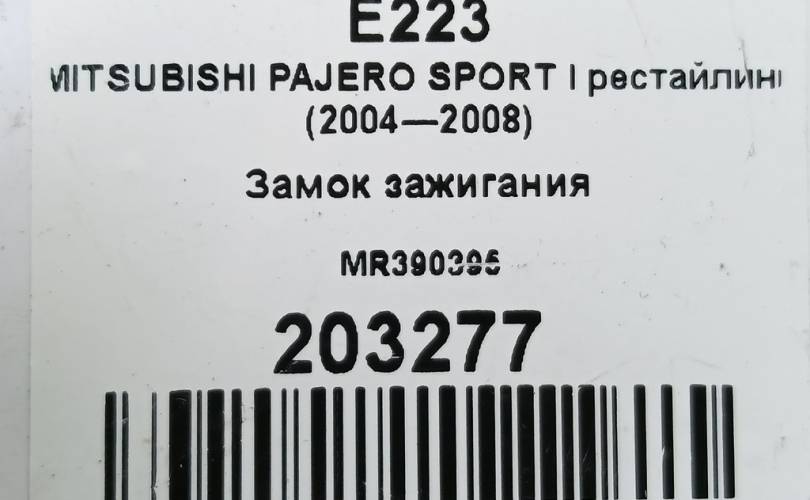 E223
MITSUBISHI PAJERO SPORT I рестайлинг
(2004—2008)
Замок зажигания
MR390395
203277